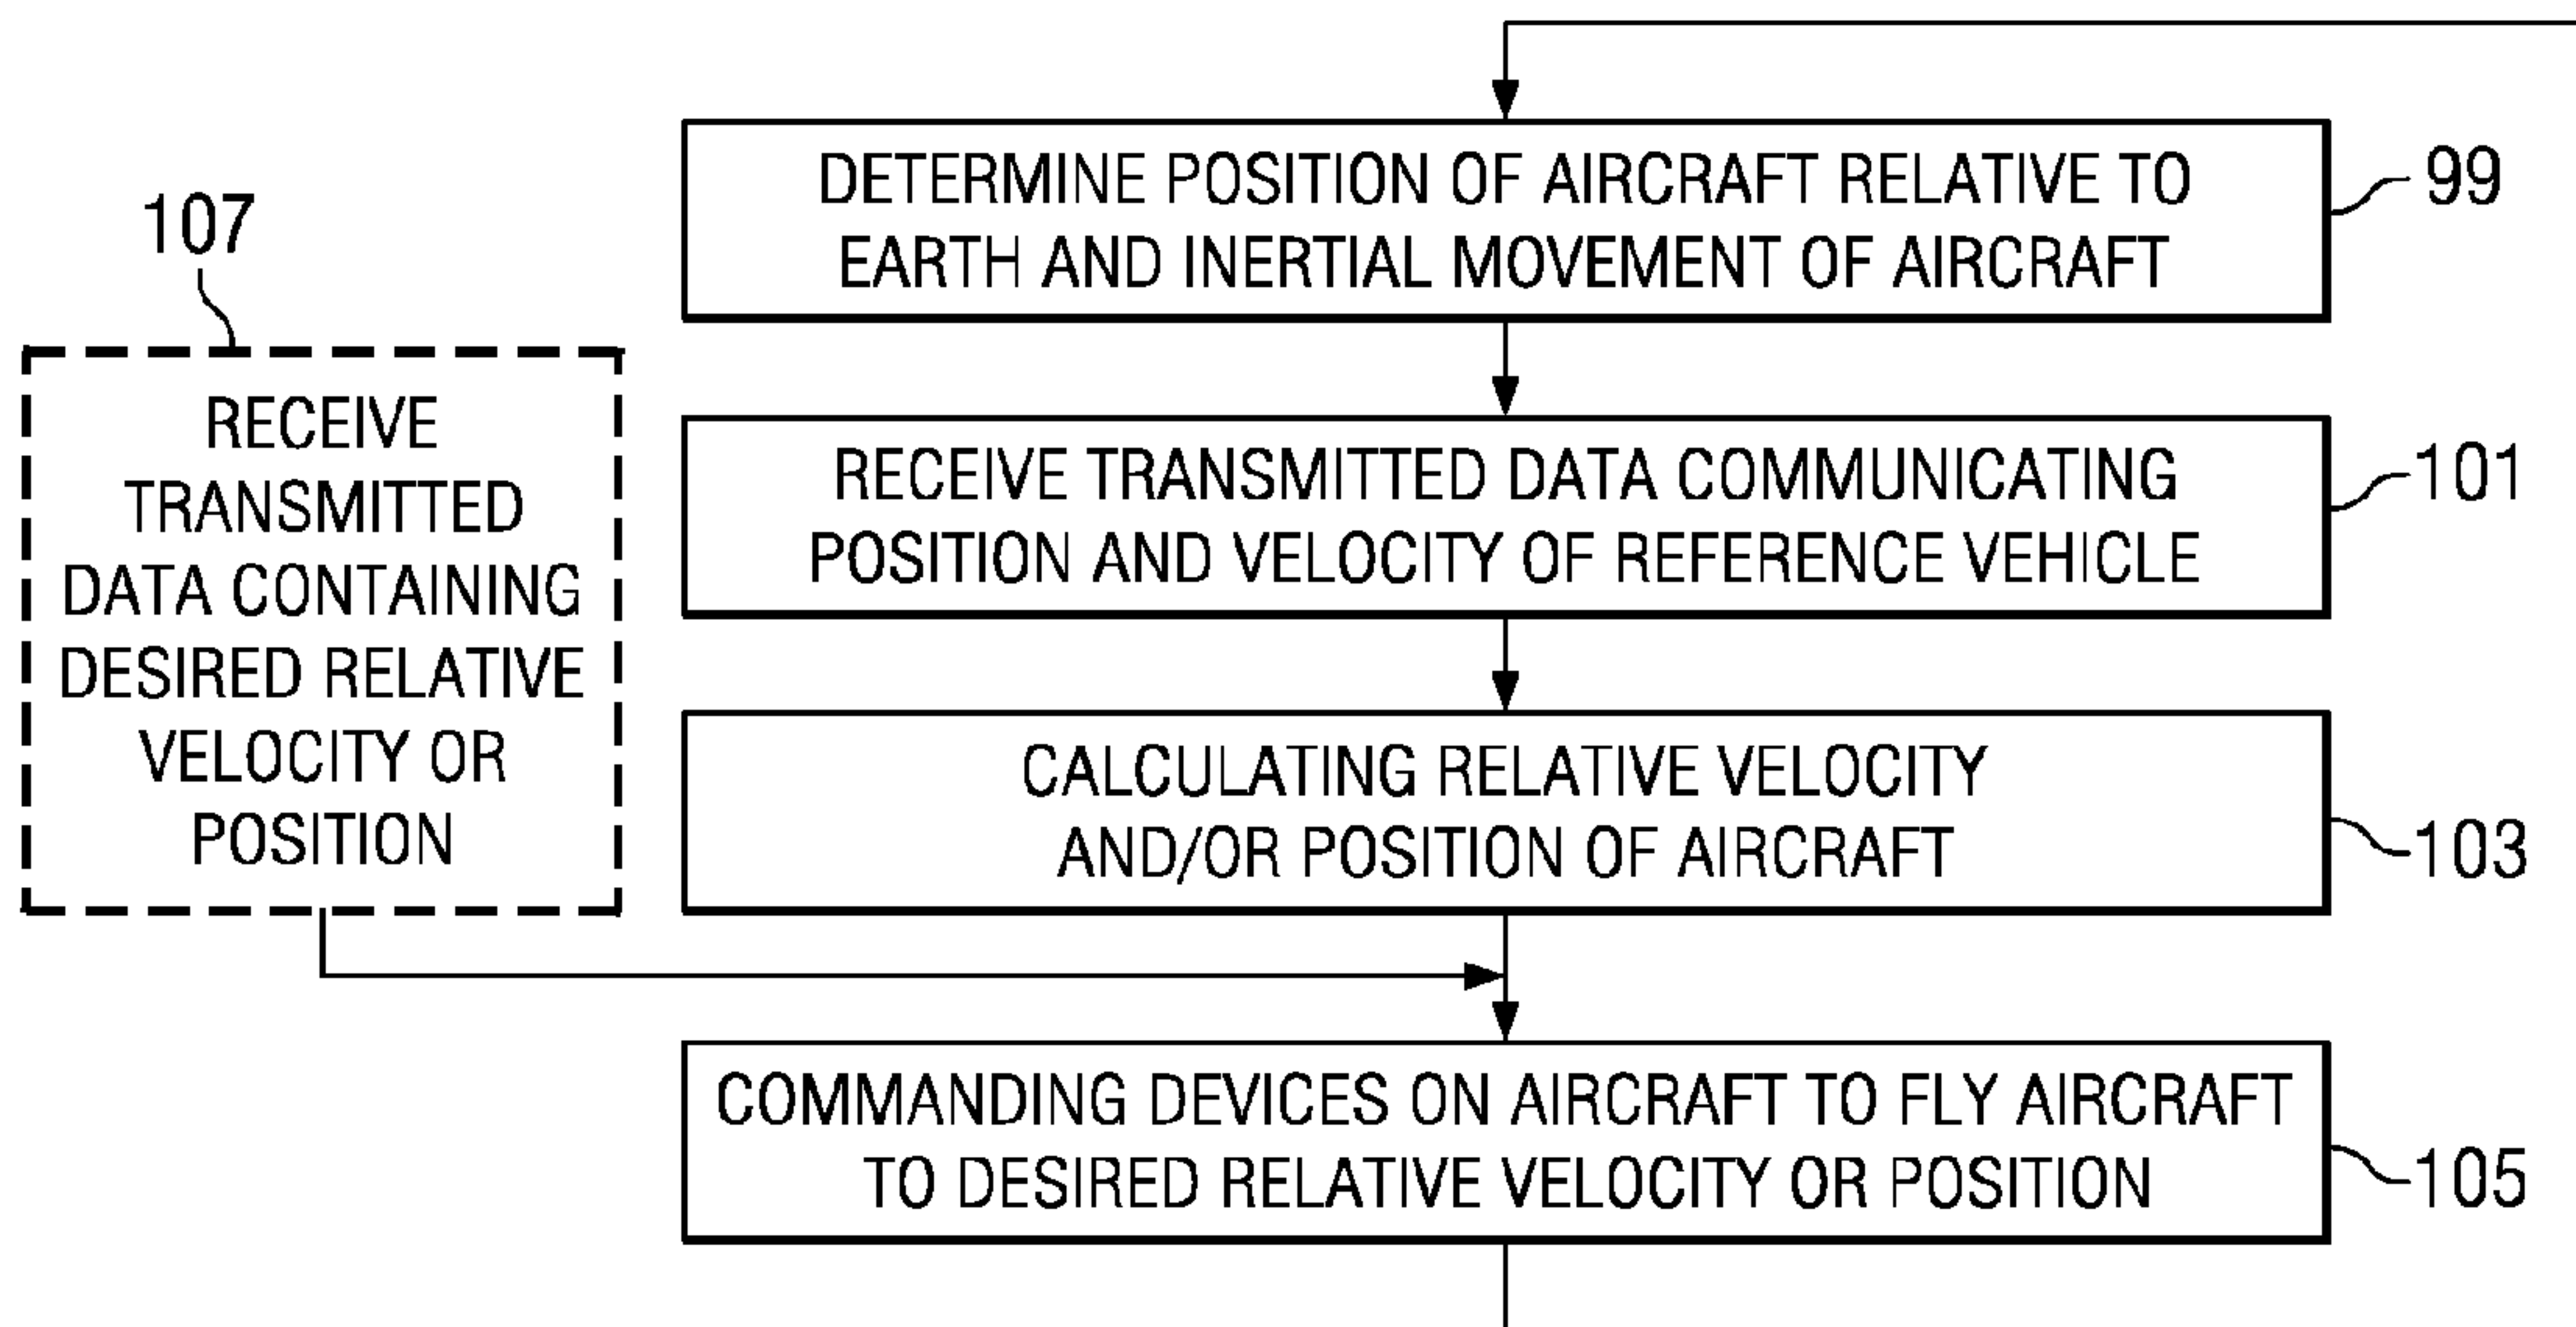 DETERMINE POSITION OF AIRCRAFT RELATIVE TO
EARTH AND INERTIAL MOVEMENT OF AIRCRAFT
99
107
RECEIVE
TRANSMITTED
DATA CONTAINING
DESIRED RELATIVE
VELOCITY OR
POSITION
RECEIVE TRANSMITTED DATA COMMUNICATING
POSITION AND VELOCITY OF REFERENCE VEHICLE
101
CALCULATING RELATIVE VELOCITY
AND/OR POSITION OF AIRCRAFT
103
COMMANDING DEVICES ON AIRCRAFT TO FLY AIRCRAFT
TO DESIRED RELATIVE VELOCITY OR POSITION
105